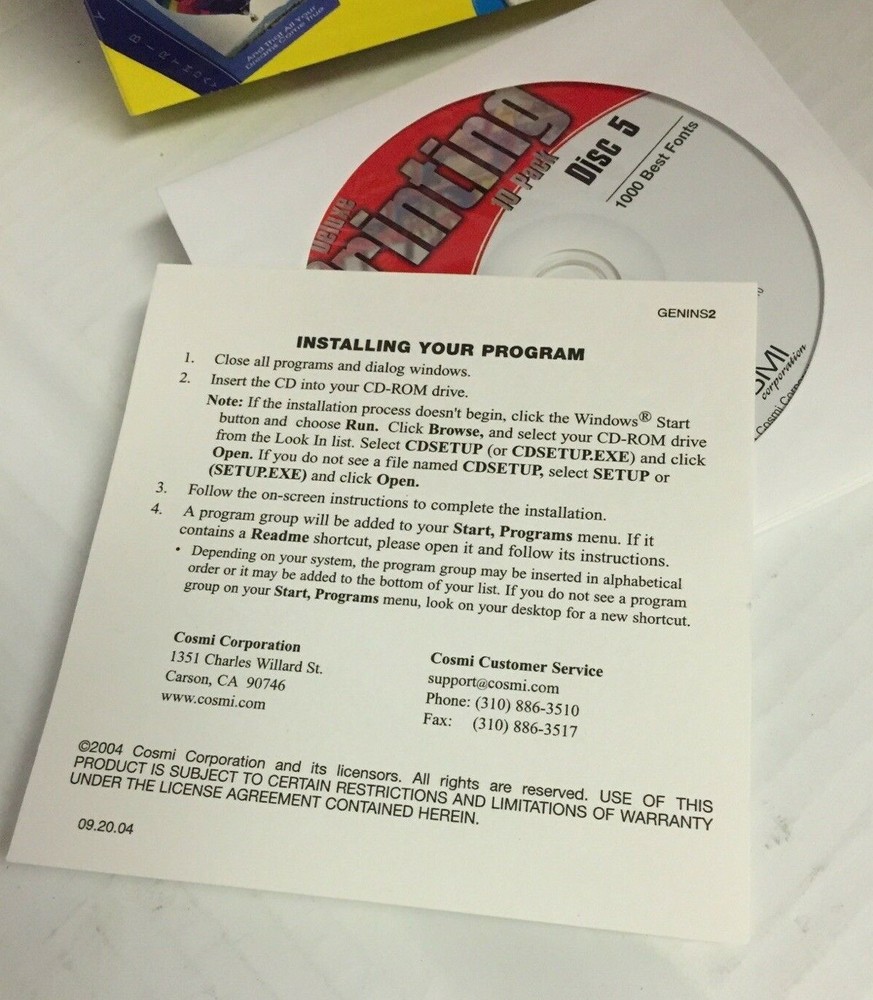 BIRTHDAY
And that All Your
Dreams Come True
Deluxe
Printing
10-Pack
Disc 5
1000 Best Fonts
corporation
Cosmi
GENINS2
INSTALLING YOUR PROGRAM
1. Close all programs and dialog windows.
2. Insert the CD into your CD-ROM drive.
Note: If the installation process doesn't begin, click the Windows® Start
button and choose Run. Click Browse, and select your CD-ROM drive
from the Look In list. Select CDSETUP (or CDSETUP.EXE) and click
Open. If you do not see a file named CDSETUP, select SETUP or
(SETUP.EXE) and click Open.
3. Follow the on-screen instructions to complete the installation.
4. A program group will be added to your Start, Programs menu. If it
contains a Readme shortcut, please open it and follow its instructions.
• Depending on your system, the program group may be inserted in alphabetical
order or it may be added to the bottom of your list. If you do not see a program
group on your Start, Programs menu, look on your desktop for a new shortcut.
Cosmi Corporation
1351 Charles Willard St.
Carson, CA 90746
www.cosmi.com
Cosmi Customer Service
support@cosmi.com
Phone: (310) 886-3510
Fax: (310) 886-3517
©2004 Cosmi Corporation and its licensors. All rights are reserved. USE OF THIS
PRODUCT IS SUBJECT TO CERTAIN RESTRICTIONS AND LIMITATIONS OF WARRANTY
UNDER THE LICENSE AGREEMENT CONTAINED HEREIN.
09.20.04